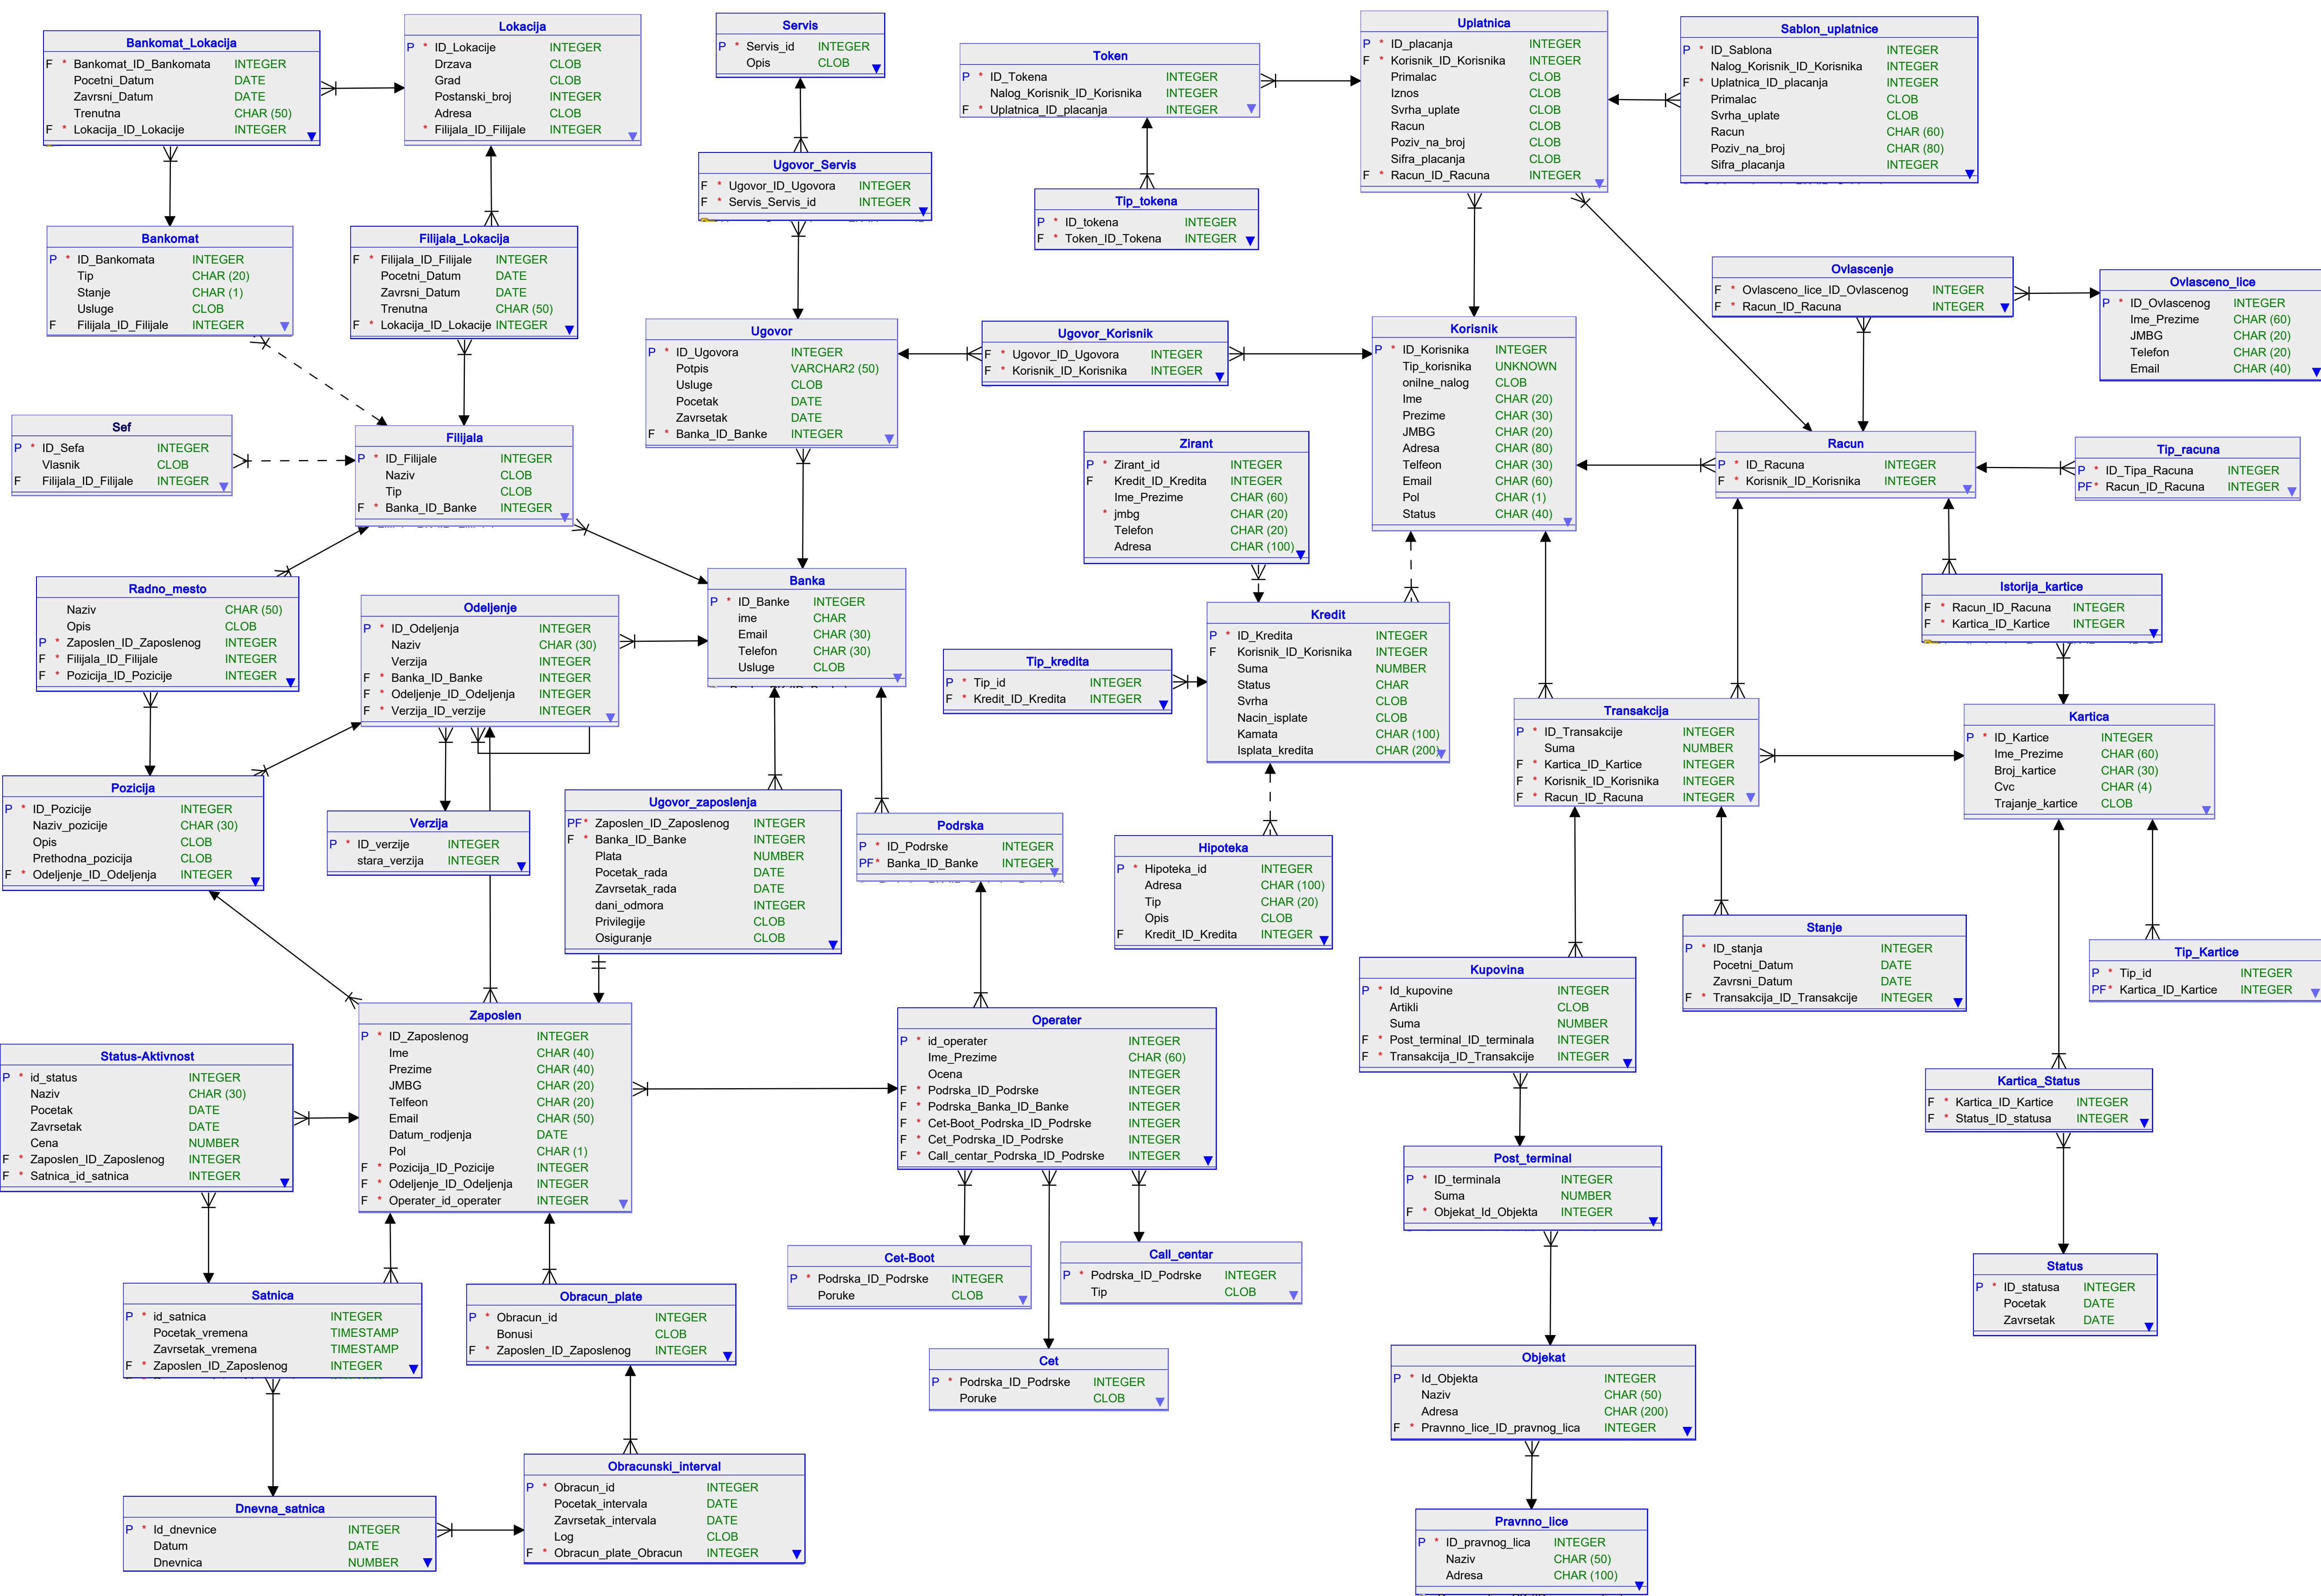 Bankomat_Lokacija
F * Bankomat_ID_Bankomata INTEGER
Pocetni_Datum DATE
Zavrsni_Datum DATE
Trenutna CHAR (50)
F * Lokacija_ID_Lokacije INTEGER
Lokacija
P * ID_Lokacije INTEGER
Drzava CLOB
Grad CLOB
Postanski_broj INTEGER
Adresa CLOB
* Filijala_ID_Filijale INTEGER
Servis
P * Servis_id INTEGER
Opis CLOB
Token
P * ID_Tokena INTEGER
Nalog_Korisnik_ID_Korisnika INTEGER
F * Uplatnica_ID_placanja INTEGER
Uplatnica
P * ID_placanja INTEGER
F * Korisnik_ID_Korisnika INTEGER
Primalac CLOB
Iznos CLOB
Svrha_uplate CLOB
Racun CLOB
Poziv_na_broj CLOB
Sifra_placanja CLOB
F * Racun_ID_Racuna INTEGER
Sablon_uplatnice
P * ID_Sablona INTEGER
Nalog_Korisnik_ID_Korisnika INTEGER
F * Uplatnica_ID_placanja INTEGER
Primalac CLOB
Svrha_uplate CLOB
Racun CHAR (60)
Poziv_na_broj CHAR (80)
Sifra_placanja INTEGER
Ugovor_Servis
F * Ugovor_ID_Ugovora INTEGER
F * Servis_Servis_id INTEGER
Tip_tokena
P * ID_tokena INTEGER
F * Token_ID_Tokena INTEGER
Bankomat
P * ID_Bankomata INTEGER
Tip CHAR (20)
Stanje CHAR (1)
Usluge CLOB
F Filijala_ID_Filijale INTEGER
Filijala_Lokacija
F * Filijala_ID_Filijale INTEGER
Pocetni_Datum DATE
Zavrsni_Datum DATE
Trenutna CHAR (50)
F * Lokacija_ID_Lokacije INTEGER
Ovlascenje
F * Ovlasceno_lice_ID_Ovlascenog INTEGER
F * Racun_ID_Racuna INTEGER
Ovlasceno_lice
P * ID_Ovlascenog INTEGER
Ime_Prezime CHAR (60)
JMBG CHAR (20)
Telefon CHAR (20)
Email CHAR (40)
Ugovor
P * ID_Ugovora INTEGER
Potpis VARCHAR2 (50)
Usluge CLOB
Pocetak DATE
Zavrsetak DATE
F * Banka_ID_Banke INTEGER
Ugovor_Korisnik
F * Ugovor_ID_Ugovora INTEGER
F * Korisnik_ID_Korisnika INTEGER
Korisnik
P * ID_Korisnika INTEGER
Tip_korisnika UNKNOWN
onilne_nalog CLOB
Ime CHAR (20)
Prezime CHAR (30)
JMBG CHAR (20)
Adresa CHAR (80)
Telfeon CHAR (30)
Email CHAR (60)
Pol CHAR (1)
Status CHAR (40)
Sef
P * ID_Sefa INTEGER
Vlasnik CLOB
F Filijala_ID_Filijale INTEGER
Filijala
P * ID_Filijale INTEGER
Naziv CLOB
Tip CLOB
F * Banka_ID_Banke INTEGER
Zirant
P * Zirant_id INTEGER
F Kredit_ID_Kredita INTEGER
Ime_Prezime CHAR (60)
* jmbg CHAR (20)
Telefon CHAR (20)
Adresa CHAR (100)
Racun
P * ID_Racuna INTEGER
F * Korisnik_ID_Korisnika INTEGER
Tip_racuna
P * ID_Tipa_Racuna INTEGER
PF * Racun_ID_Racuna INTEGER
Radno_mesto
Naziv CHAR (50)
Opis CLOB
P * Zaposlen_ID_Zaposlenog INTEGER
F * Filijala_ID_Filijale INTEGER
F * Pozicija_ID_Pozicije INTEGER
Odeljenje
P * ID_Odeljenja INTEGER
Naziv CHAR (30)
Verzija INTEGER
F * Banka_ID_Banke INTEGER
F * Odeljenje_ID_Odeljenja INTEGER
F * Verzija_ID_verzije INTEGER
Banka
P * ID_Banke INTEGER
ime CHAR
Email CHAR (30)
Telefon CHAR (30)
Usluge CLOB
Istorija_kartice
F * Racun_ID_Racuna INTEGER
F * Kartica_ID_Kartice INTEGER
Tip_kredita
P * Tip_id INTEGER
F * Kredit_ID_Kredita INTEGER
Kredit
P * ID_Kredita INTEGER
F Korisnik_ID_Korisnika INTEGER
Suma NUMBER
Status CHAR
Svrha CLOB
Nacin_isplate CLOB
Kamata CHAR (100)
Isplata_kredita CHAR (200)
Transakcija
P * ID_Transakcije INTEGER
Suma NUMBER
F * Kartica_ID_Kartice INTEGER
F * Korisnik_ID_Korisnika INTEGER
F * Racun_ID_Racuna INTEGER
Kartica
P * ID_Kartice INTEGER
Ime_Prezime CHAR (60)
Broj_kartice CHAR (30)
Cvc CHAR (4)
Trajanje_kartice CLOB
Pozicija
P * ID_Pozicije INTEGER
Naziv_pozicije CHAR (30)
Opis CLOB
Prethodna_pozicija CLOB
F * Odeljenje_ID_Odeljenja INTEGER
Verzija
P * ID_verzije INTEGER
stara_verzija INTEGER
Ugovor_zaposlenja
PF * Zaposlen_ID_Zaposlenog INTEGER
F * Banka_ID_Banke INTEGER
Plata NUMBER
Pocetak_rada DATE
Zavrsetak_rada DATE
dani_odmora INTEGER
Privilegije CLOB
Osiguranje CLOB
Podrska
P * ID_Podrske INTEGER
PF * Banka_ID_Banke INTEGER
Hipoteka
P * Hipoteka_id INTEGER
Adresa CHAR (100)
Tip CHAR (20)
Opis CLOB
F Kredit_ID_Kredita INTEGER
Stanje
P * ID_stanja INTEGER
Pocetni_Datum DATE
Zavrsni_Datum DATE
F * Transakcija_ID_Transakcije INTEGER
Tip_Kartice
P * Tip_id INTEGER
PF * Kartica_ID_Kartice INTEGER
Kupovina
P * Id_kupovine INTEGER
Artikli CLOB
Suma NUMBER
F * Post_terminal_ID_terminala INTEGER
F * Transakcija_ID_Transakcije INTEGER
Zaposlen
P * ID_Zaposlenog INTEGER
Ime CHAR (40)
Prezime CHAR (40)
JMBG CHAR (20)
Telfeon CHAR (20)
Email CHAR (50)
Datum_rodjenja DATE
Pol CHAR (1)
F * Pozicija_ID_Pozicije INTEGER
F * Odeljenje_ID_Odeljenja INTEGER
F * Operater_id_operater INTEGER
Operater
P * id_operater INTEGER
Ime_Prezime CHAR (60)
Ocena INTEGER
F * Podrska_ID_Podrske INTEGER
F * Podrska_Banka_ID_Banke INTEGER
F * Cet-Boot_Podrska_ID_Podrske INTEGER
F * Cet_Podrska_ID_Podrske INTEGER
F * Call_centar_Podrska_ID_Podrske INTEGER
Status-Aktivnost
P * id_status INTEGER
Naziv CHAR (30)
Pocetak DATE
Zavrsetak DATE
Cena NUMBER
F * Zaposlen_ID_Zaposlenog INTEGER
F * Satnica_id_satnica INTEGER
Kartica_Status
F * Kartica_ID_Kartice INTEGER
F * Status_ID_statusa INTEGER
Post_terminal
P * ID_terminala INTEGER
Suma NUMBER
F * Objekat_Id_Objekta INTEGER
Cet-Boot
P * Podrska_ID_Podrske INTEGER
Poruke CLOB
Call_centar
P * Podrska_ID_Podrske INTEGER
Tip CLOB
Status
P * ID_statusa INTEGER
Pocetak DATE
Zavrsetak DATE
Satnica
P * id_satnica INTEGER
Pocetak_vremena TIMESTAMP
Zavrsetak_vremena TIMESTAMP
F * Zaposlen_ID_Zaposlenog INTEGER
Obracun_plate
P * Obracun_id INTEGER
Bonusi CLOB
F * Zaposlen_ID_Zaposlenog INTEGER
Cet
P * Podrska_ID_Podrske INTEGER
Poruke CLOB
Objekat
P * Id_Objekta INTEGER
Naziv CHAR (50)
Adresa CHAR (200)
F * Pravnno_lice_ID_pravnog_lica INTEGER
Obracunski_interval
P * Obracun_id INTEGER
Pocetak_intervala DATE
Zavrsetak_intervala DATE
Log CLOB
F * Obracun_plate_Obracun INTEGER
Dnevna_satnica
P * Id_dnevnice INTEGER
Datum DATE
Dnevnica NUMBER
Pravnno_lice
P * ID_pravnog_lica INTEGER
Naziv CHAR (50)
Adresa CHAR (100)